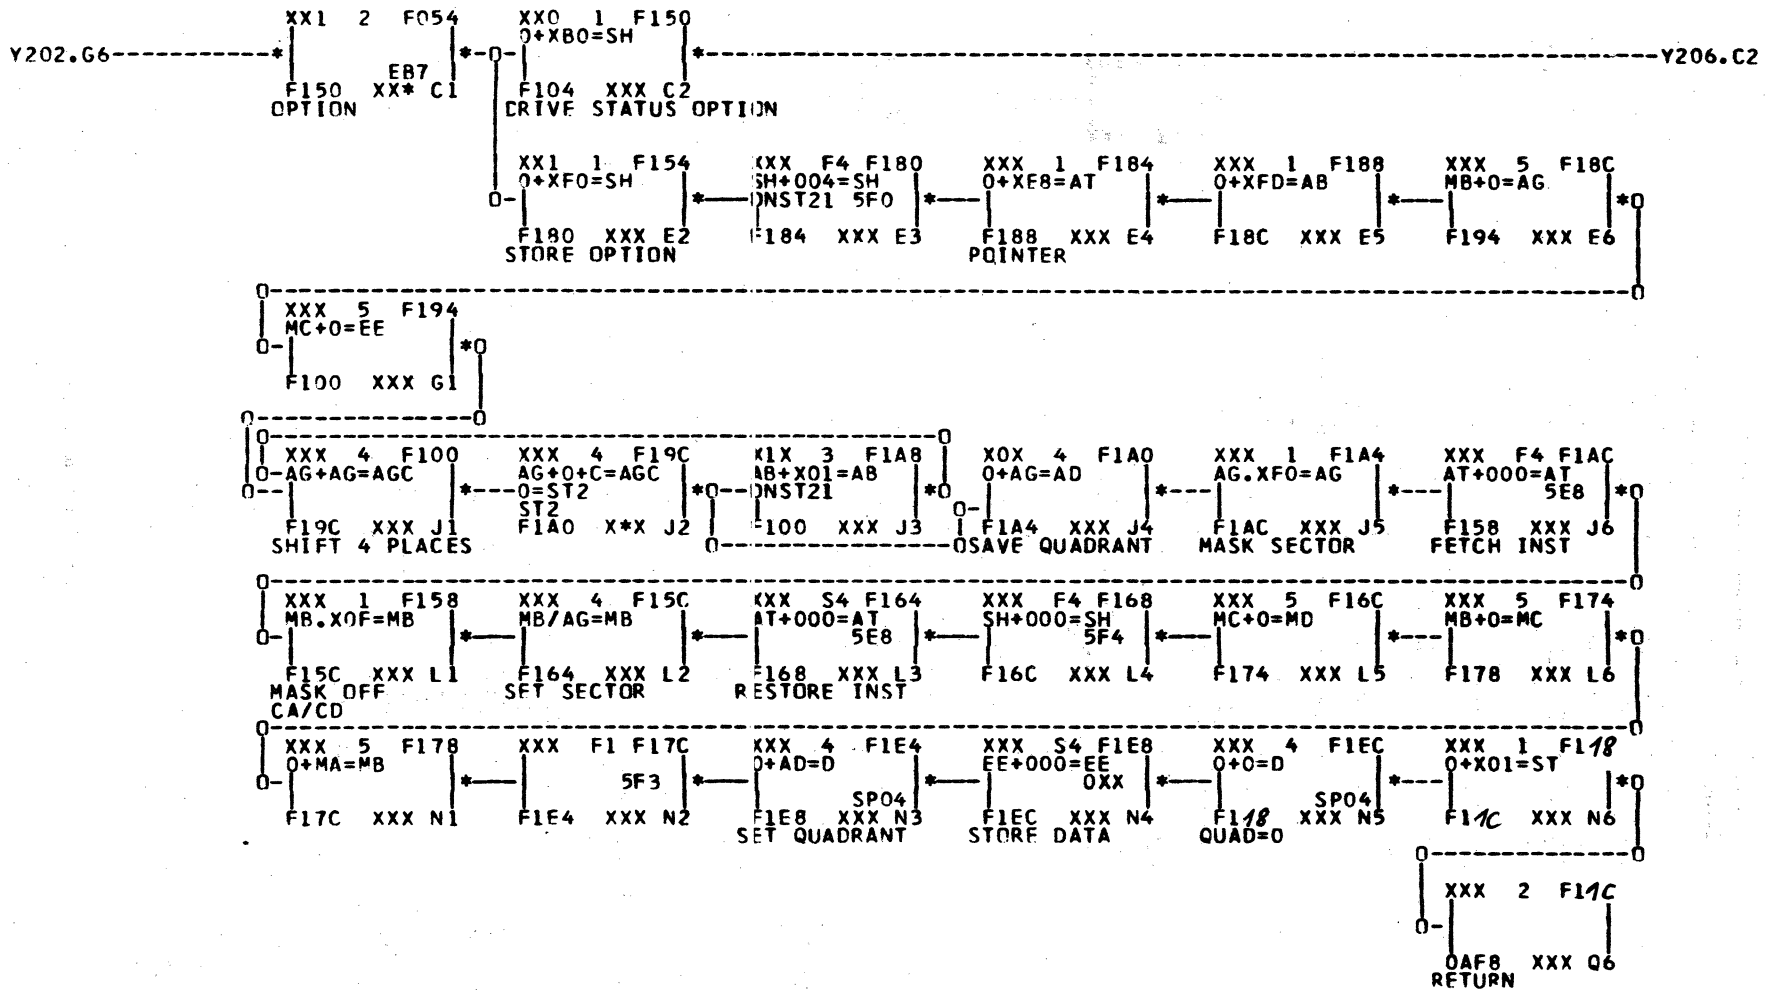 XX1 2 F054 XX0 1 F150
0+XB0=SH
Y202.G6 Y206.C2
EB7
F150 XX* C1 F104 XXX C2
OPTION DRIVE STATUS OPTION
XX1 1 F154 XXX F4 F180 XXX 1 F184 XXX 1 F188 XXX 5 F18C
0+XF0=SH SH+004=SH 0+XE8=AT 0+XFD=AB MB+0=AG
ONST21 5F0
F180 XXX E2 F184 XXX E3 F188 XXX E4 F18C XXX E5 F194 XXX E6
STORE OPTION POINTER
XXX 5 F194
MC+0=EE
F100 XXX G1
XXX 4 F100 XXX 4 F19C X1X 3 F1A8 X0X 4 F1A0 XXX 1 F1A4 XXX F4 F1AC
AG+AG=AGC AG+0+C=AGC AB+X01=AB 0+AG=AD AG.XF0=AG AT+000=AT
0=ST2 ONST21 5E8
ST2
F19C XXX J1 F1A0 X*X J2 F100 XXX J3 F1A4 XXX J4 F1AC XXX J5 F158 XXX J6
SHIFT 4 PLACES SAVE QUADRANT MASK SECTOR FETCH INST
XXX 1 F158 XXX 4 F15C XXX S4 F164 XXX F4 F168 XXX 5 F16C XXX 5 F174
MB.X0F=MB MB/AG=MB AT+000=AT SH+000=SH MC+0=MD MB+0=MC
5E8 5F4
F15C XXX L1 F164 XXX L2 F168 XXX L3 F16C XXX L4 F174 XXX L5 F178 XXX L6
MASK OFF SET SECTOR RESTORE INST
CA/CD
XXX 5 F178 XXX F1 F17C XXX 4 F1E4 XXX S4 F1E8 XXX 4 F1EC XXX 1 F118
0+MA=MB 0+AD=D EE+000=EE 0+0=D 0+X01=ST
5F3 0XX
SP04 SP04
F17C XXX N1 F1E4 XXX N2 F1E8 XXX N3 F1EC XXX N4 F118 XXX N5 F11C XXX N6
SET QUADRANT STORE DATA QUAD=0
XXX 2 F11C
0AF8 XXX Q6
RETURN